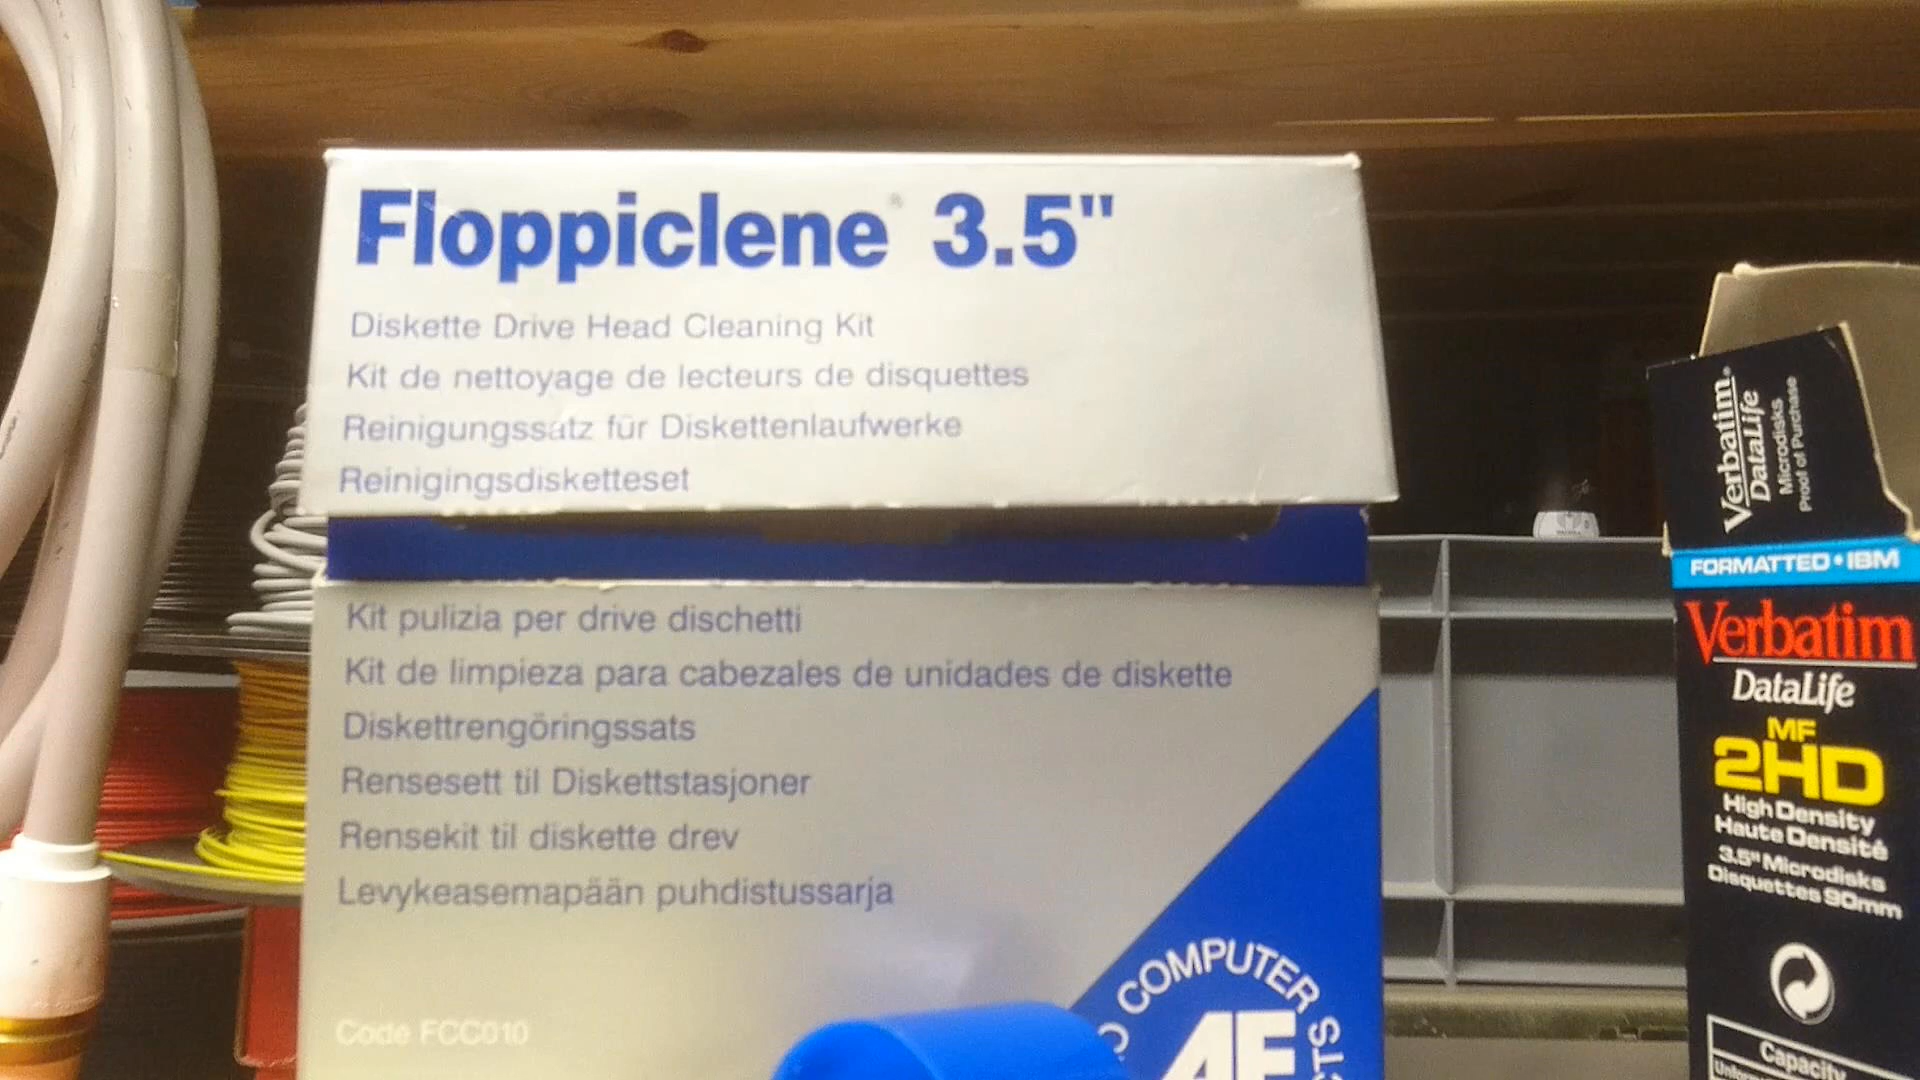 Floppiclene® 3.5"
Diskette Drive Head Cleaning Kit
Kit de nettoyage de lecteurs de disquettes
Reinigungssatz für Diskettenlaufwerke
Reinigingsdisketteset
Kit pulizia per drive dischetti
Kit de limpieza para cabezales de unidades de diskette
Diskettrengöringssats
Rensesett til Diskettstasjoner
Rensekit til diskette drev
Levykeasemapään puhdistussarja
Code FCC010
COMPUTER
AF
Verbatim.
DataLife
Microdisks
Proof of Purchase
FORMATTED • IBM
Verbatim
DataLife
MF
2HD
High Density
Haute Densité
3.5" Microdisks
Disquettes 90mm
Capacity